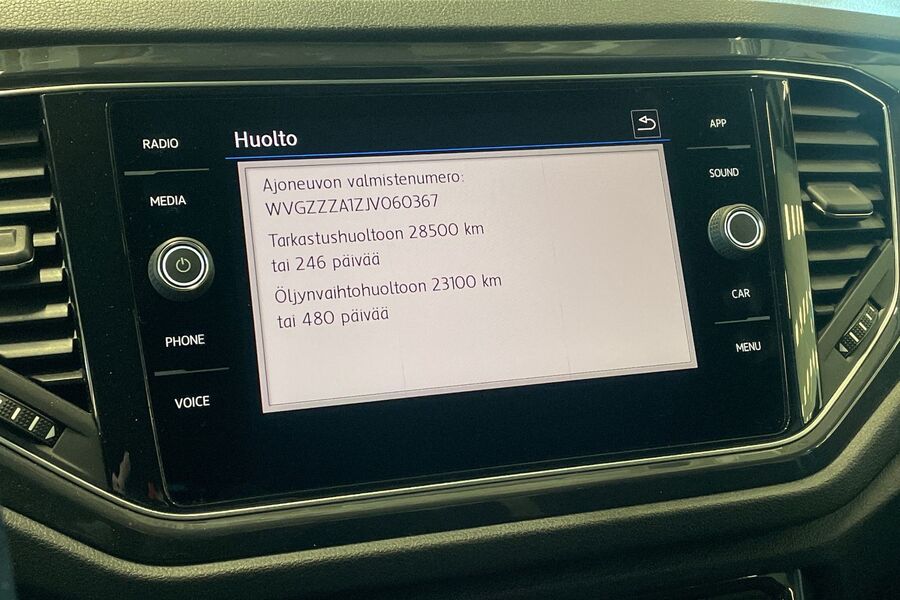 RADIO
MEDIA
PHONE
VOICE
Huolto
Ajoneuvon valmistenumero:
WVGZZZA1ZJV060367
Tarkastushuoltoon 28500 km
tai 246 päivää
Öljynvaihtohuoltoon 23100 km
tai 480 päivää
APP
SOUND
CAR
MENU